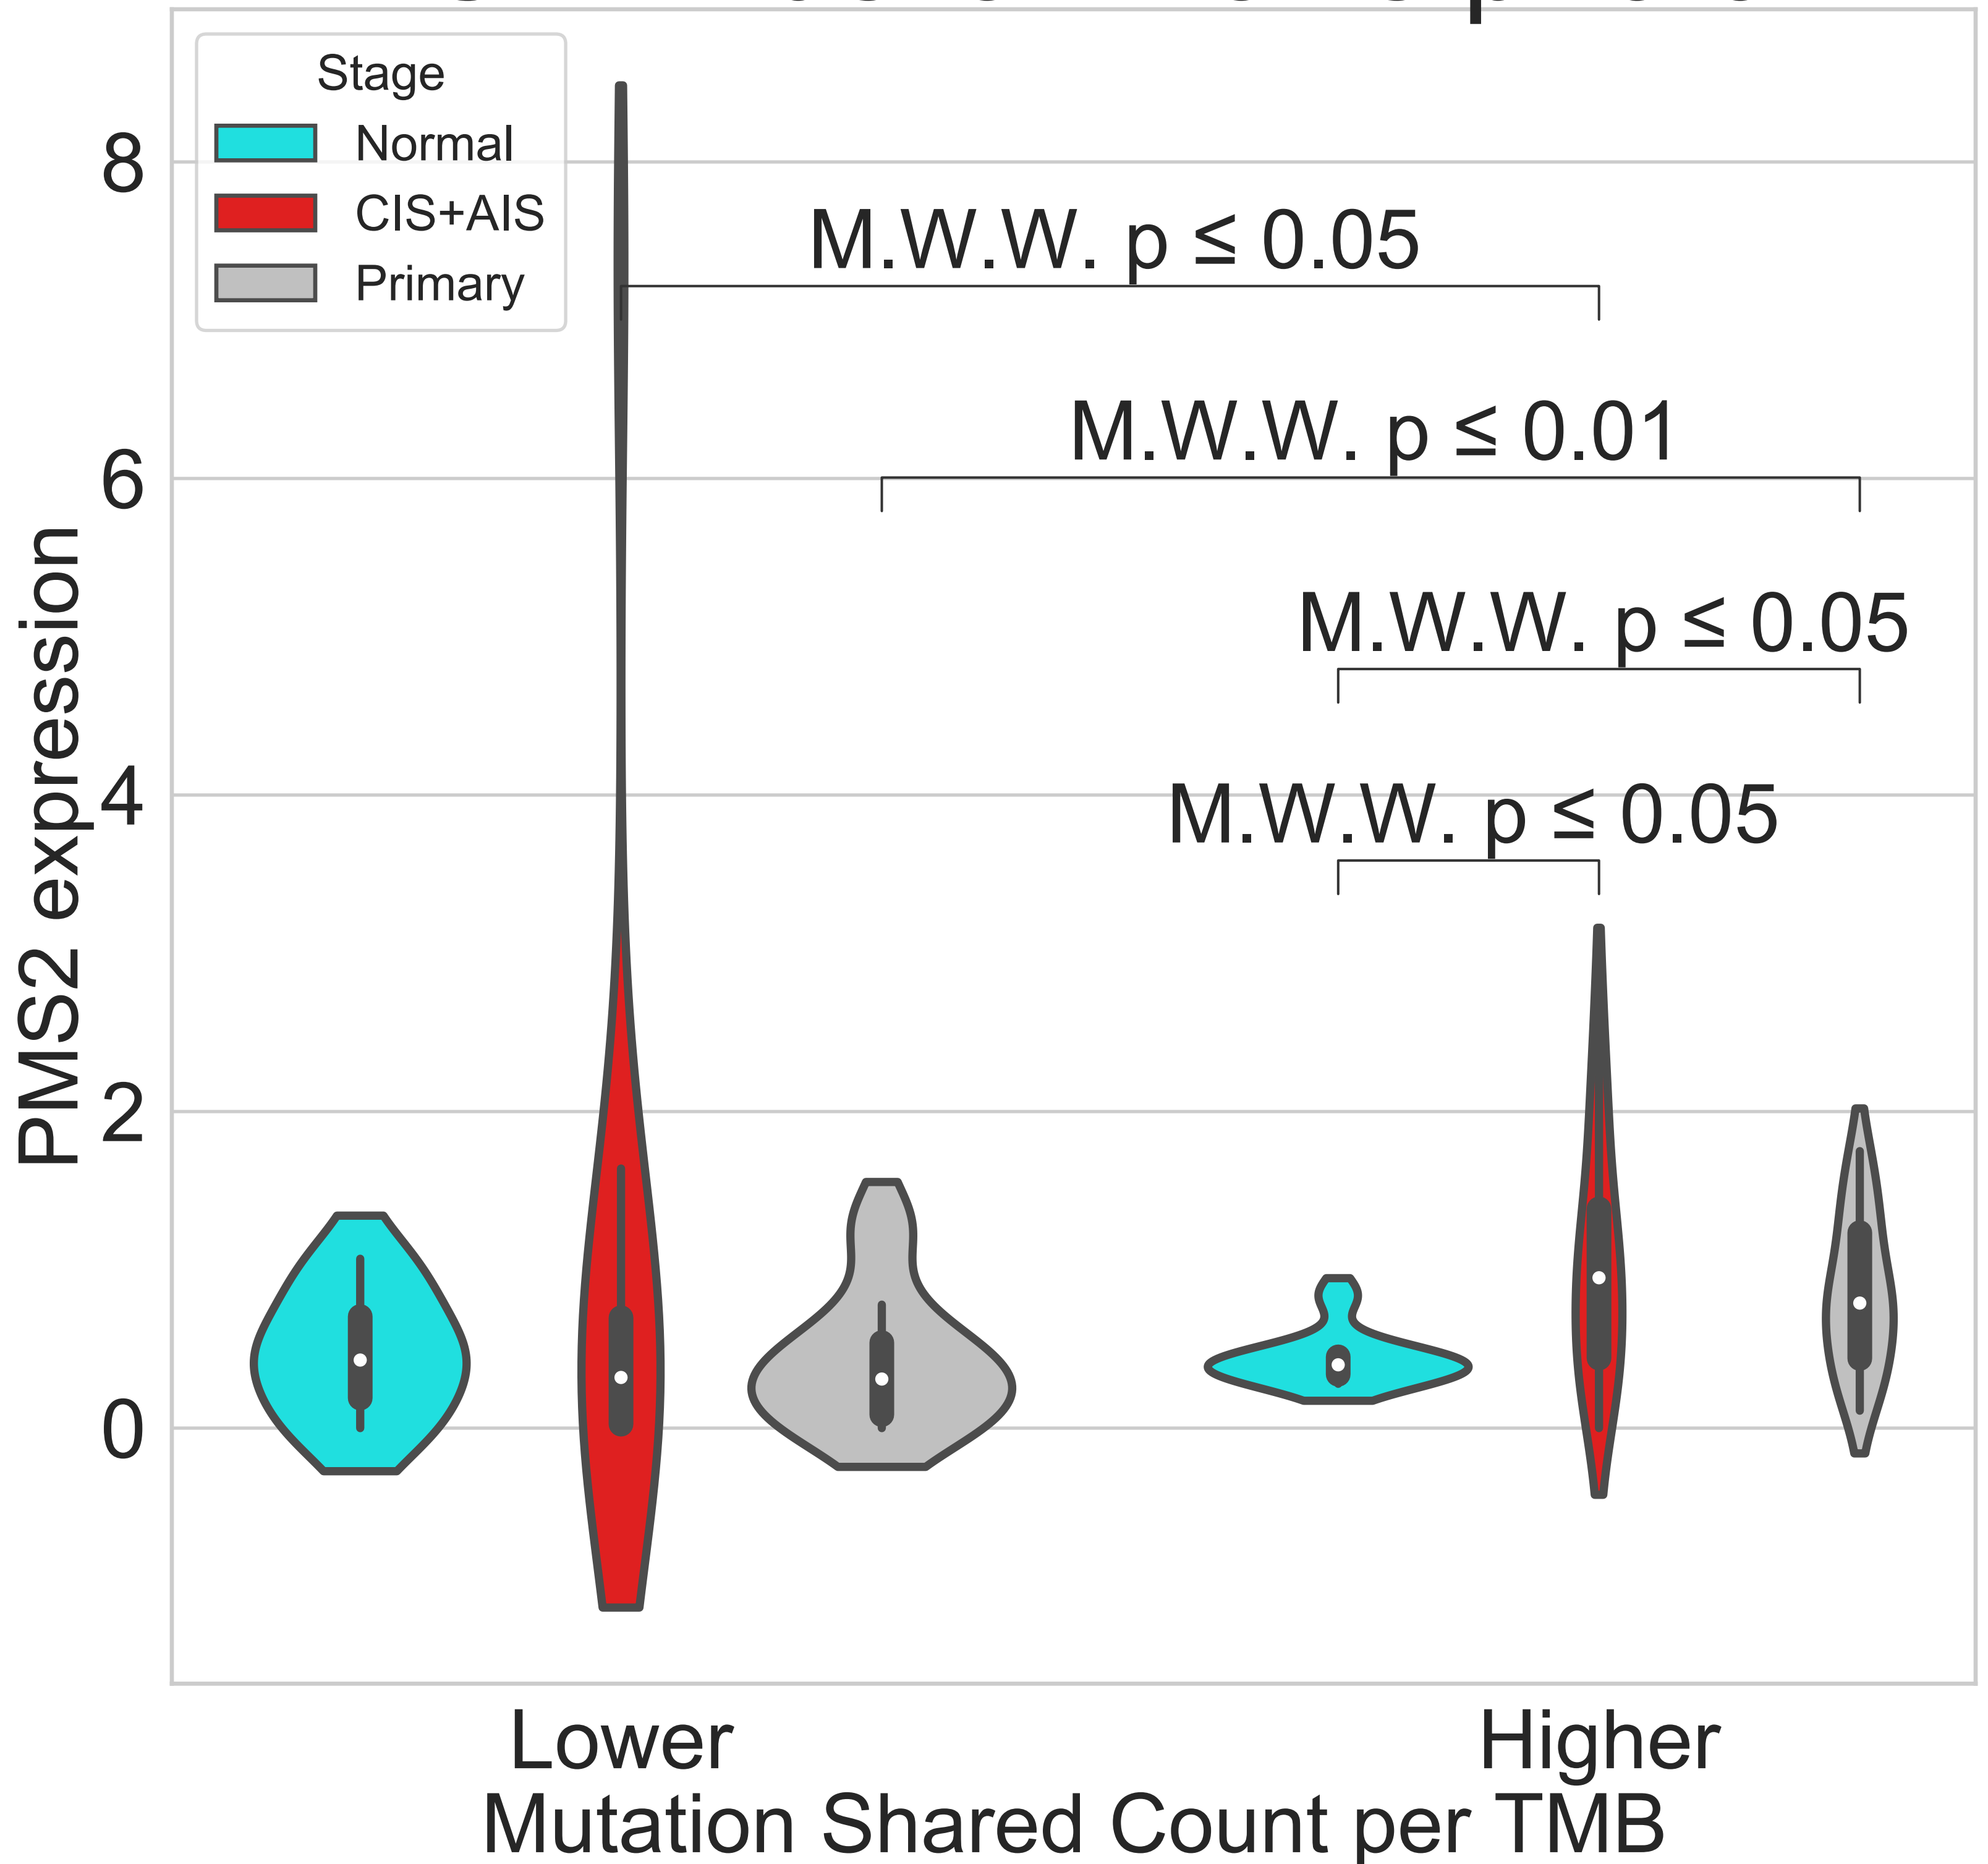 Stage
Normal
CIS+AIS
Primary
M.W.W. p ≤ 0.05
M.W.W. p ≤ 0.01
M.W.W. p ≤ 0.05
M.W.W. p ≤ 0.05
PMS2 expression
8
6
4
2
0
Lower
Higher
Mutation Shared Count per TMB